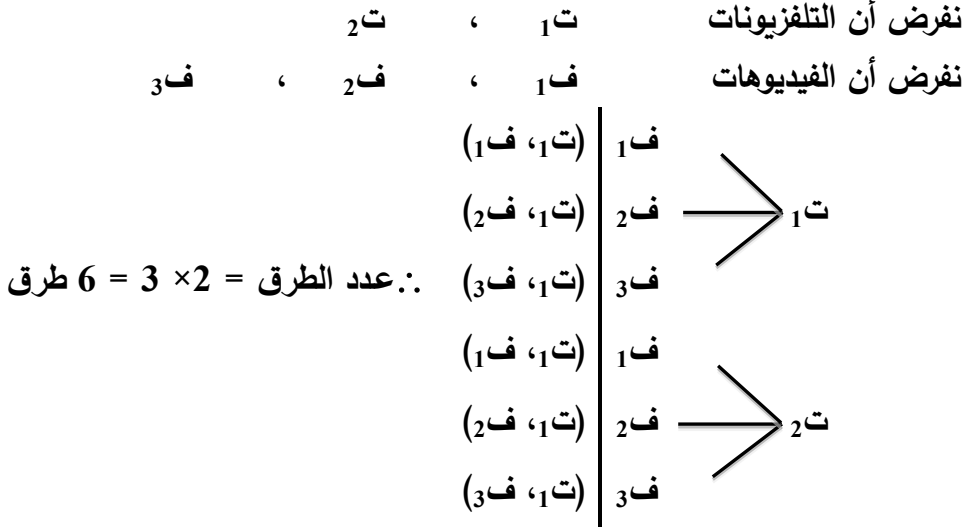 نفرض أن التلفزيونات ت₁ ، ت₂
نفرض أن الفيديوهات ف₁ ، ف₂ ، ف₃
ف₁ (ت₁، ف₁)
ت₁ ف₂ (ت₁، ف₂)
ف₃ (ت₁، ف₃) ∴عدد الطرق = 2× 3 = 6 طرق
ف₁ (ت₁، ف₁)
ت₂ ف₂ (ت₁، ف₂)
ف₃ (ت₁، ف₃)